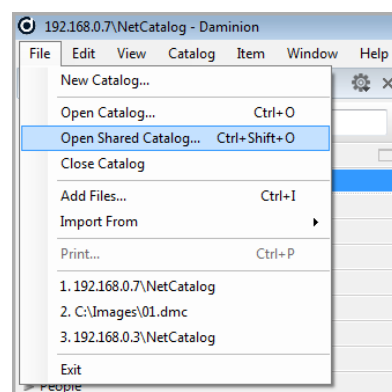 192.168.0.7\NetCatalog - Daminion
File Edit View Catalog Item Window Help
New Catalog...
Open Catalog... Ctrl+O
Open Shared Catalog... Ctrl+Shift+O
Close Catalog
Add Files... Ctrl+I
Import From
Print... Ctrl+P
1. 192.168.0.7\NetCatalog
2. C:\Images\01.dmc
3. 192.168.0.3\NetCatalog
Exit
People